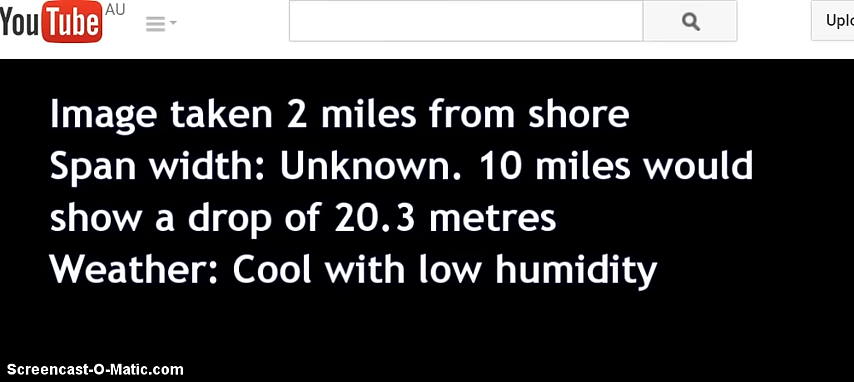 YouTube AU
Uplo
Image taken 2 miles from shore
Span width: Unknown. 10 miles would
show a drop of 20.3 metres
Weather: Cool with low humidity
Screencast-O-Matic.com